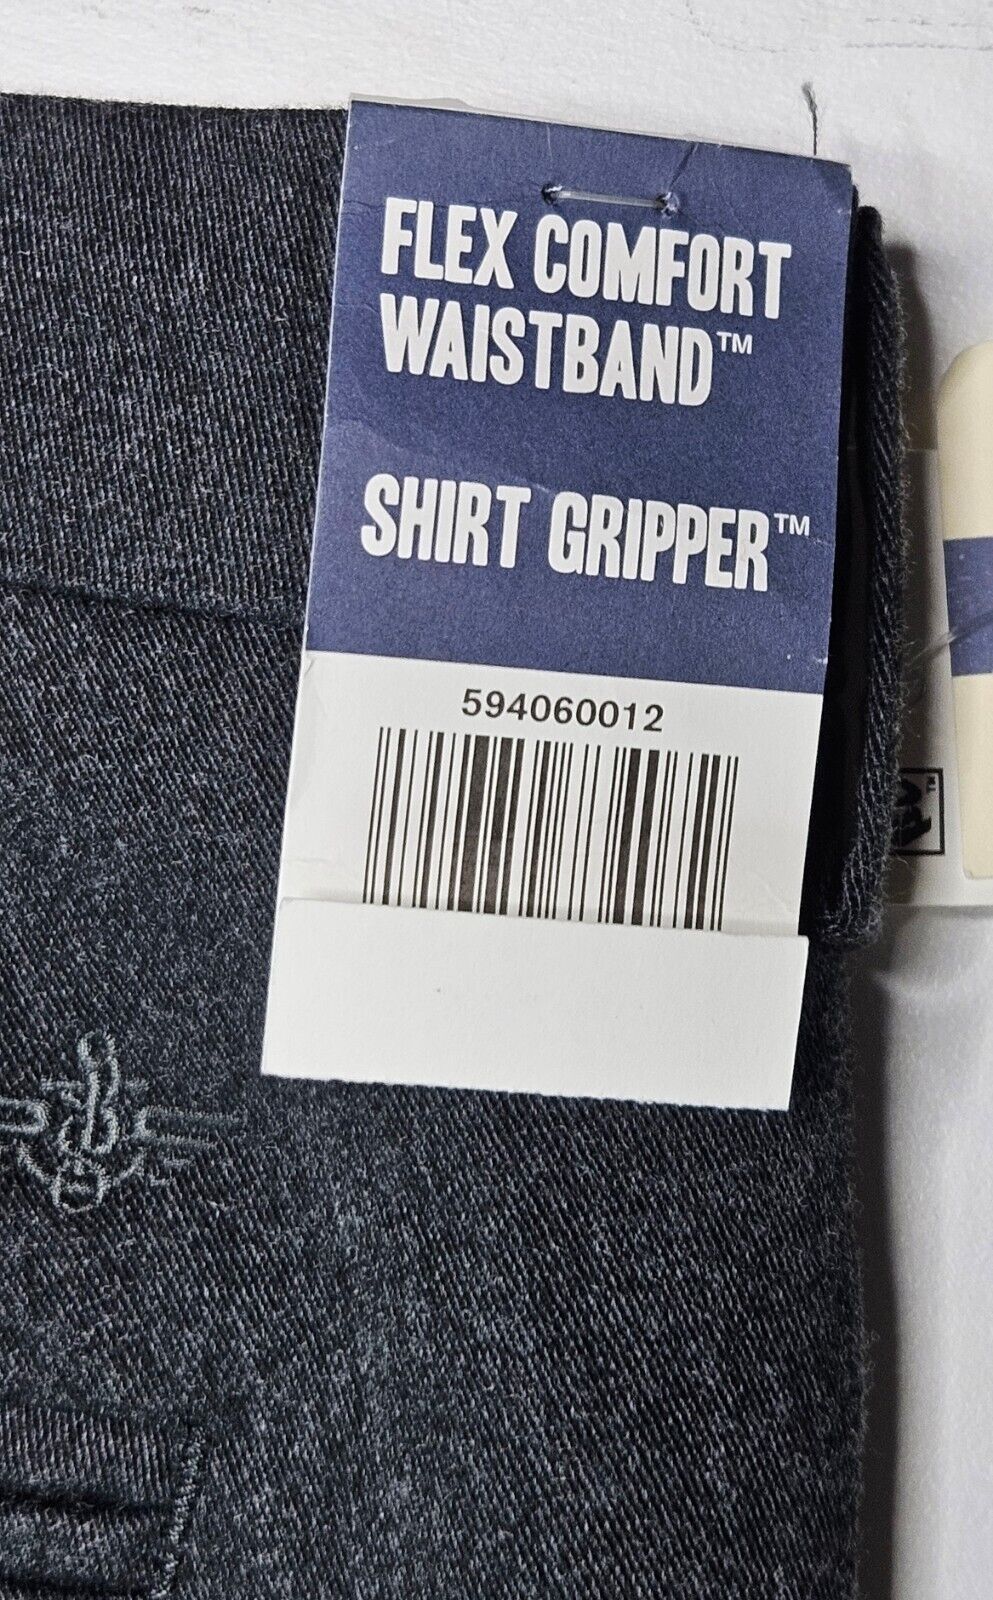 FLEX COMFORT
WAISTBAND™
SHIRT GRIPPER™
594060012